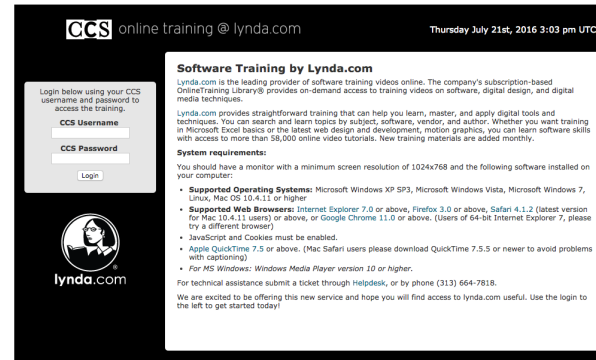 CCS online training @ lynda.com
Thursday July 21st, 2016 3:03 pm UTC
Login below using your CCS
username and password to
access the training.
CCS Username
CCS Password
Login
lynda.com
Software Training by Lynda.com
Lynda.com is the leading provider of software training videos online. The company's subscription-based
OnlineTraining Library® provides on-demand access to training videos on software, digital design, and digital
media techniques.
Lynda.com provides straightforward training that can help you learn, master, and apply digital tools and
techniques. You can search and learn topics by subject, software, vendor, and author. Whether you want training
in Microsoft Excel basics or the latest web design and development, motion graphics, you can learn software skills
with access to more than 58,000 online video tutorials. New training materials are added monthly.
System requirements:
You should have a monitor with a minimum screen resolution of 1024x768 and the following software installed on
your computer:
• Supported Operating Systems: Microsoft Windows XP SP3, Microsoft Windows Vista, Microsoft Windows 7,
Linux, Mac OS 10.4.11 or higher
• Supported Web Browsers: Internet Explorer 7.0 or above, Firefox 3.0 or above, Safari 4.1.2 (latest version
for Mac 10.4.11 users) or above, or Google Chrome 11.0 or above. (Users of 64-bit Internet Explorer 7, please
try a different browser)
• JavaScript and Cookies must be enabled.
• Apple QuickTime 7.5 or above. (Mac Safari users please download QuickTime 7.5.5 or newer to avoid problems
with captioning)
• For MS Windows: Windows Media Player version 10 or higher.
For technical assistance submit a ticket through Helpdesk, or by phone (313) 664-7818.
We are excited to be offering this new service and hope you will find access to lynda.com useful. Use the login to
the left to get started today!